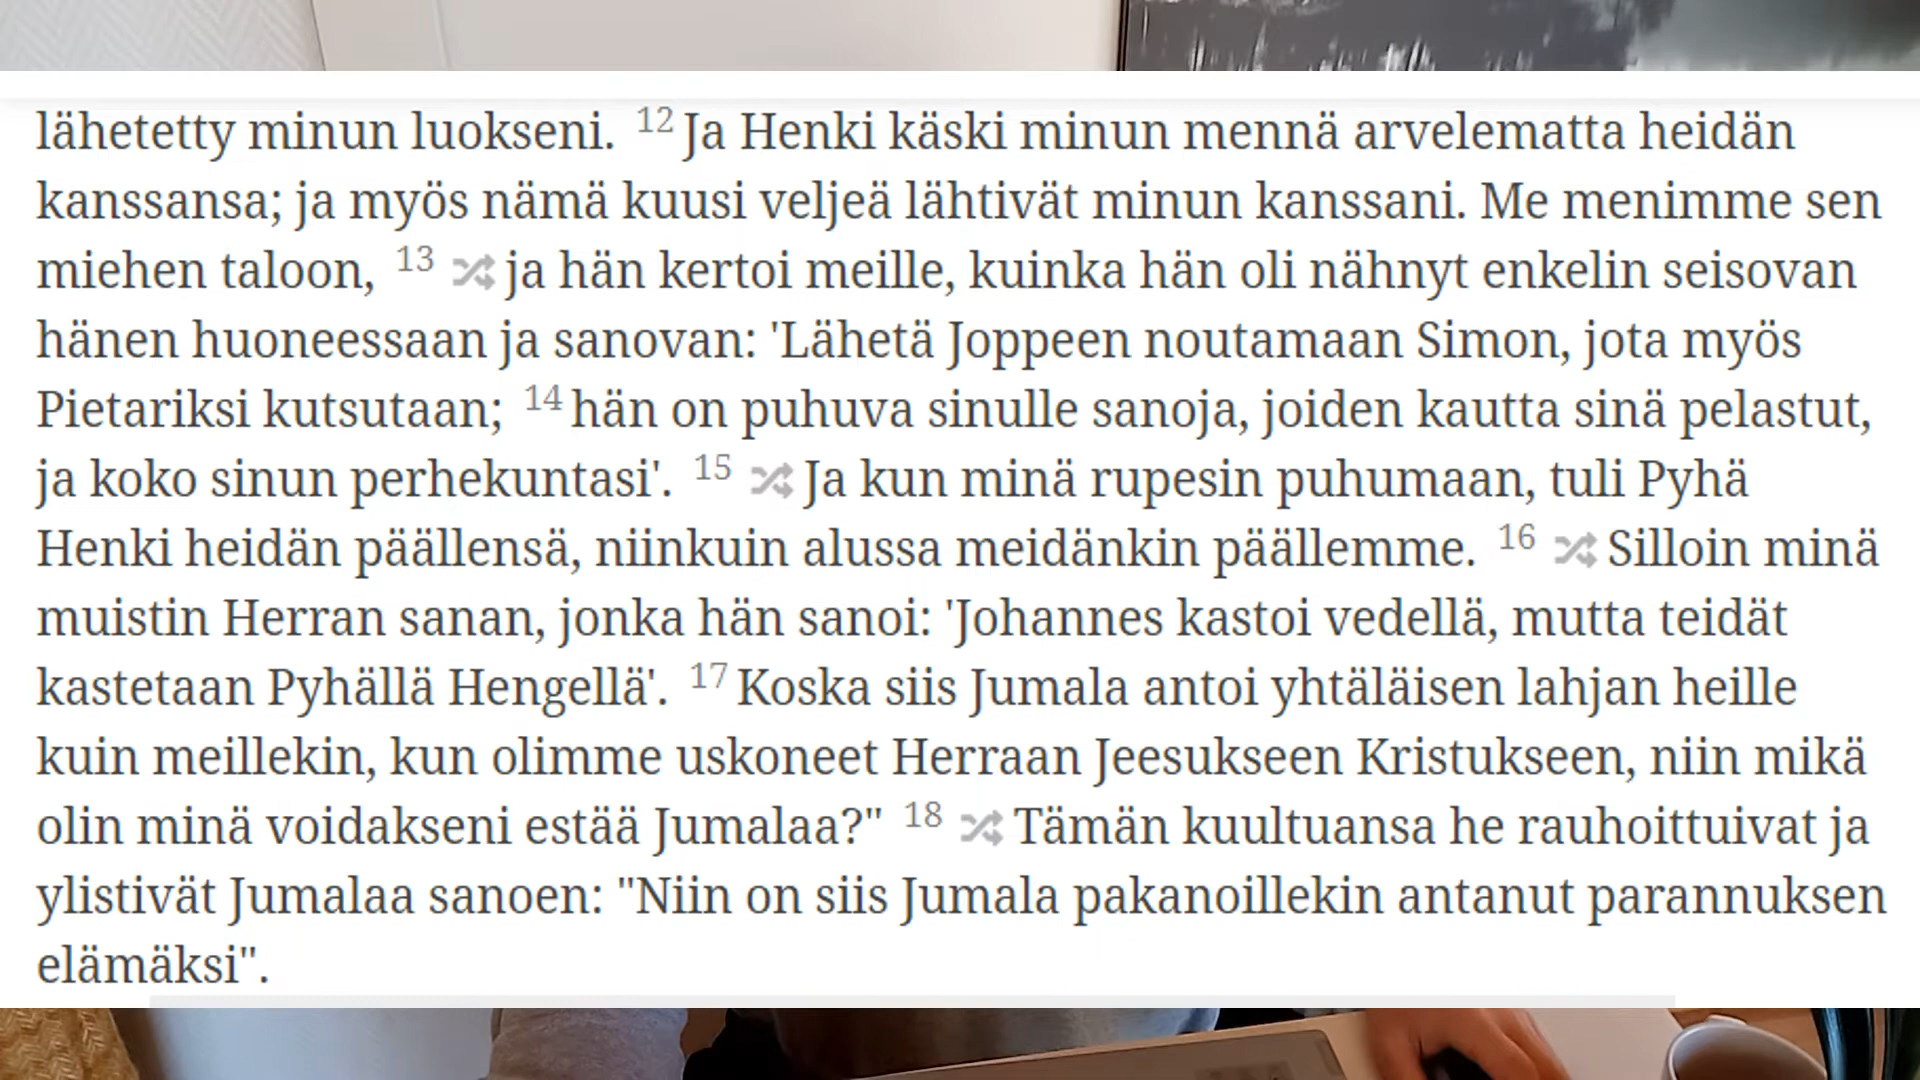 lähetetty minun luokseni. 12 Ja Henki käski minun mennä arvelematta heidän
kanssansa; ja myös nämä kuusi veljeä lähtivät minun kanssani. Me menimme sen
miehen taloon, 13 ja hän kertoi meille, kuinka hän oli nähnyt enkelin seisovan
hänen huoneessaan ja sanovan: 'Lähetä Joppeen noutamaan Simon, jota myös
Pietariksi kutsutaan; 14 hän on puhuva sinulle sanoja, joiden kautta sinä pelastut,
ja koko sinun perhekuntasi'. 15 Ja kun minä rupesin puhumaan, tuli Pyhä
Henki heidän päällensä, niinkuin alussa meidänkin päällemme. 16 Silloin minä
muistin Herran sanan, jonka hän sanoi: 'Johannes kastoi vedellä, mutta teidät
kastetaan Pyhällä Hengellä'. 17 Koska siis Jumala antoi yhtäläisen lahjan heille
kuin meillekin, kun olimme uskoneet Herraan Jeesukseen Kristukseen, niin mikä
olin minä voidakseni estää Jumalaa?" 18 Tämän kuultuansa he rauhoittuivat ja
ylistivät Jumalaa sanoen: "Niin on siis Jumala pakanoillekin antanut parannuksen
elämäksi".